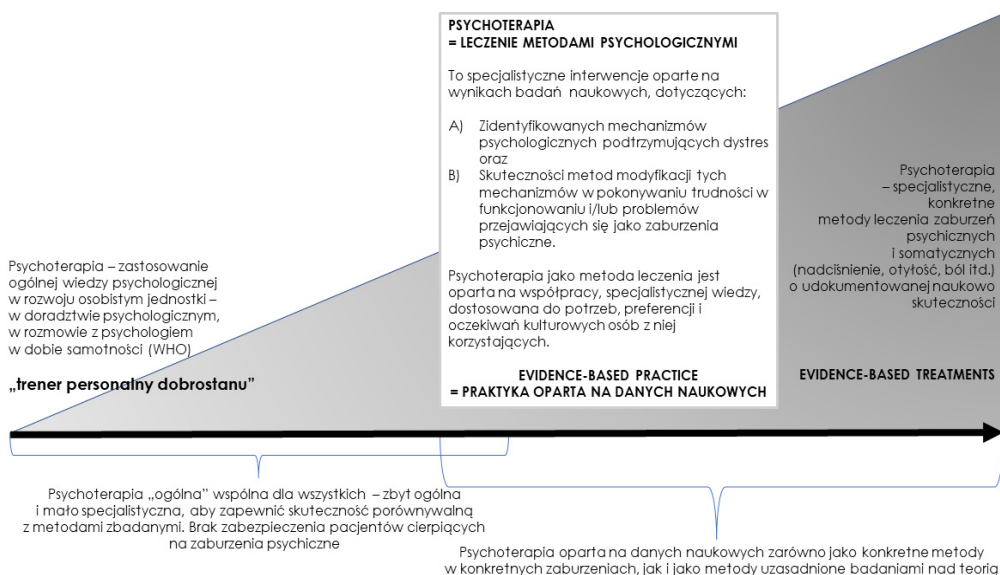 PSYCHOTERAPIA
= LECZENIE METODAMI PSYCHOLOGICZNYMI
To specjalistyczne interwencje oparte na
wynikach badań naukowych, dotyczących:
A) Zidentyfikowanych mechanizmów
psychologicznych podtrzymujących dystres
oraz
B) Skuteczności metod modyfikacji tych
mechanizmów w pokonywaniu trudności w
funkcjonowaniu i/lub problemów
przejawiających się jako zaburzenia
psychiczne.
Psychoterapia jako metoda leczenia jest
oparta na współpracy, specjalistycznej wiedzy,
dostosowana do potrzeb, preferencji i
oczekiwań kulturowych osób z niej
korzystających.
EVIDENCE-BASED PRACTICE
= PRAKTYKA OPARTA NA DANYCH NAUKOWYCH
Psychoterapia – zastosowanie
ogólnej wiedzy psychologicznej
w rozwoju osobistym jednostki –
w doradztwie psychologicznym,
w rozmowie z psychologiem
w dobie samotności (WHO)
„trener personalny dobrostanu”
Psychoterapia
– specjalistyczne,
konkretne
metody leczenia zaburzeń
psychicznych
i somatycznych
(nadciśnienie, otyłość, ból itd.)
o udokumentowanej naukowo
skuteczności
EVIDENCE-BASED TREATMENTS
Psychoterapia „ogólna” wspólna dla wszystkich – zbyt ogólna
i mało specjalistyczna, aby zapewnić skuteczność porównywalną
z metodami zbadanymi. Brak zabezpieczenia pacjentów cierpiących
na zaburzenia psychiczne
Psychoterapia oparta na danych naukowych zarówno jako konkretne metody
w konkretnych zaburzeniach, jak i jako metody uzasadnione badaniami nad teorią